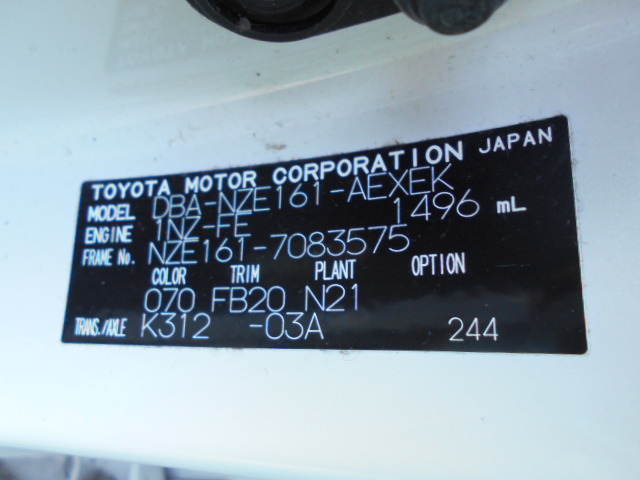 TOYOTA MOTOR CORPORATION JAPAN
MODEL DBA-NZE161-AEXEK
ENGINE 1NZ-FE 1496 mL
FRAME No. NZE161-7083575
COLOR TRIM PLANT OPTION
070 FB20 N21
TRANS./AXLE K312 -03A 244